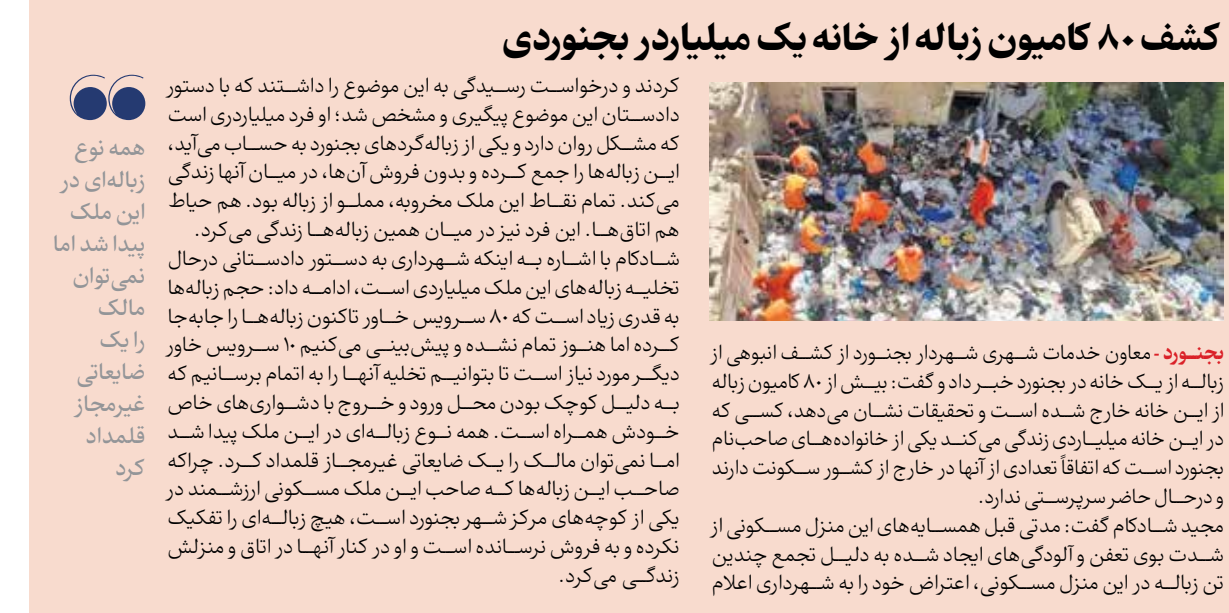 کشف ۸۰ کامیون زباله از خانه یک میلیاردر بجنوردی
بجنورد - معاون خدمات شهری شهردار بجنورد از کشف انبوهی از
زباله از یک خانه در بجنورد خبر داد و گفت: بیش از ۸۰ کامیون زباله
از این خانه خارج شده است و تحقیقات نشان می‌دهد، کسی که
در این خانه میلیاردی زندگی می‌کند یکی از خانواده‌های صاحب‌نام
بجنورد است که اتفاقاً تعدادی از آنها در خارج از کشور سکونت دارند
و درحال حاضر سرپرستی ندارد.
مجید شادکام گفت: مدتی قبل همسایه‌های این منزل مسکونی از
شدت بوی تعفن و آلودگی‌های ایجاد شده به دلیل تجمع چندین
تن زباله در این منزل مسکونی، اعتراض خود را به شهرداری اعلام
کردند و درخواست رسیدگی به این موضوع را داشتند که با دستور
دادستان این موضوع پیگیری و مشخص شد؛ او فرد میلیاردری است
که مشکل روان دارد و یکی از زباله‌گردهای بجنورد به حساب می‌آید،
این زباله‌ها را جمع کرده و بدون فروش آن‌ها، در میان آنها زندگی
می‌کند. تمام نقاط این ملک مخروبه، مملو از زباله بود. هم حیاط
هم اتاق‌ها. این فرد نیز در میان همین زباله‌ها زندگی می‌کرد.
شادکام با اشاره به اینکه شهرداری به دستور دادستانی درحال
تخلیه زباله‌های این ملک میلیاردی است، ادامه داد: حجم زباله‌ها
به قدری زیاد است که ۸۰ سرویس خاور تاکنون زباله‌ها را جابه‌جا
کرده اما هنوز تمام نشده و پیش‌بینی می‌کنیم ۱۰ سرویس خاور
دیگر مورد نیاز است تا بتوانیم تخلیه آنها را به اتمام برسانیم که
به دلیل کوچک بودن محل ورود و خروج با دشواری‌های خاص
خودش همراه است. همه نوع زباله‌ای در این ملک پیدا شد
اما نمی‌توان مالک را یک ضایعاتی غیرمجاز قلمداد کرد. چراکه
صاحب این زباله‌ها که صاحب این ملک مسکونی ارزشمند در
یکی از کوچه‌های مرکز شهر بجنورد است، هیچ زباله‌ای را تفکیک
نکرده و به فروش نرسانده است و او در کنار آنها در اتاق و منزلش
زندگی می‌کرد.
همه نوع
زباله‌ای در
این ملک
پیدا شد اما
نمی‌توان
مالک
را یک
ضایعاتی
غیرمجاز
قلمداد
کرد